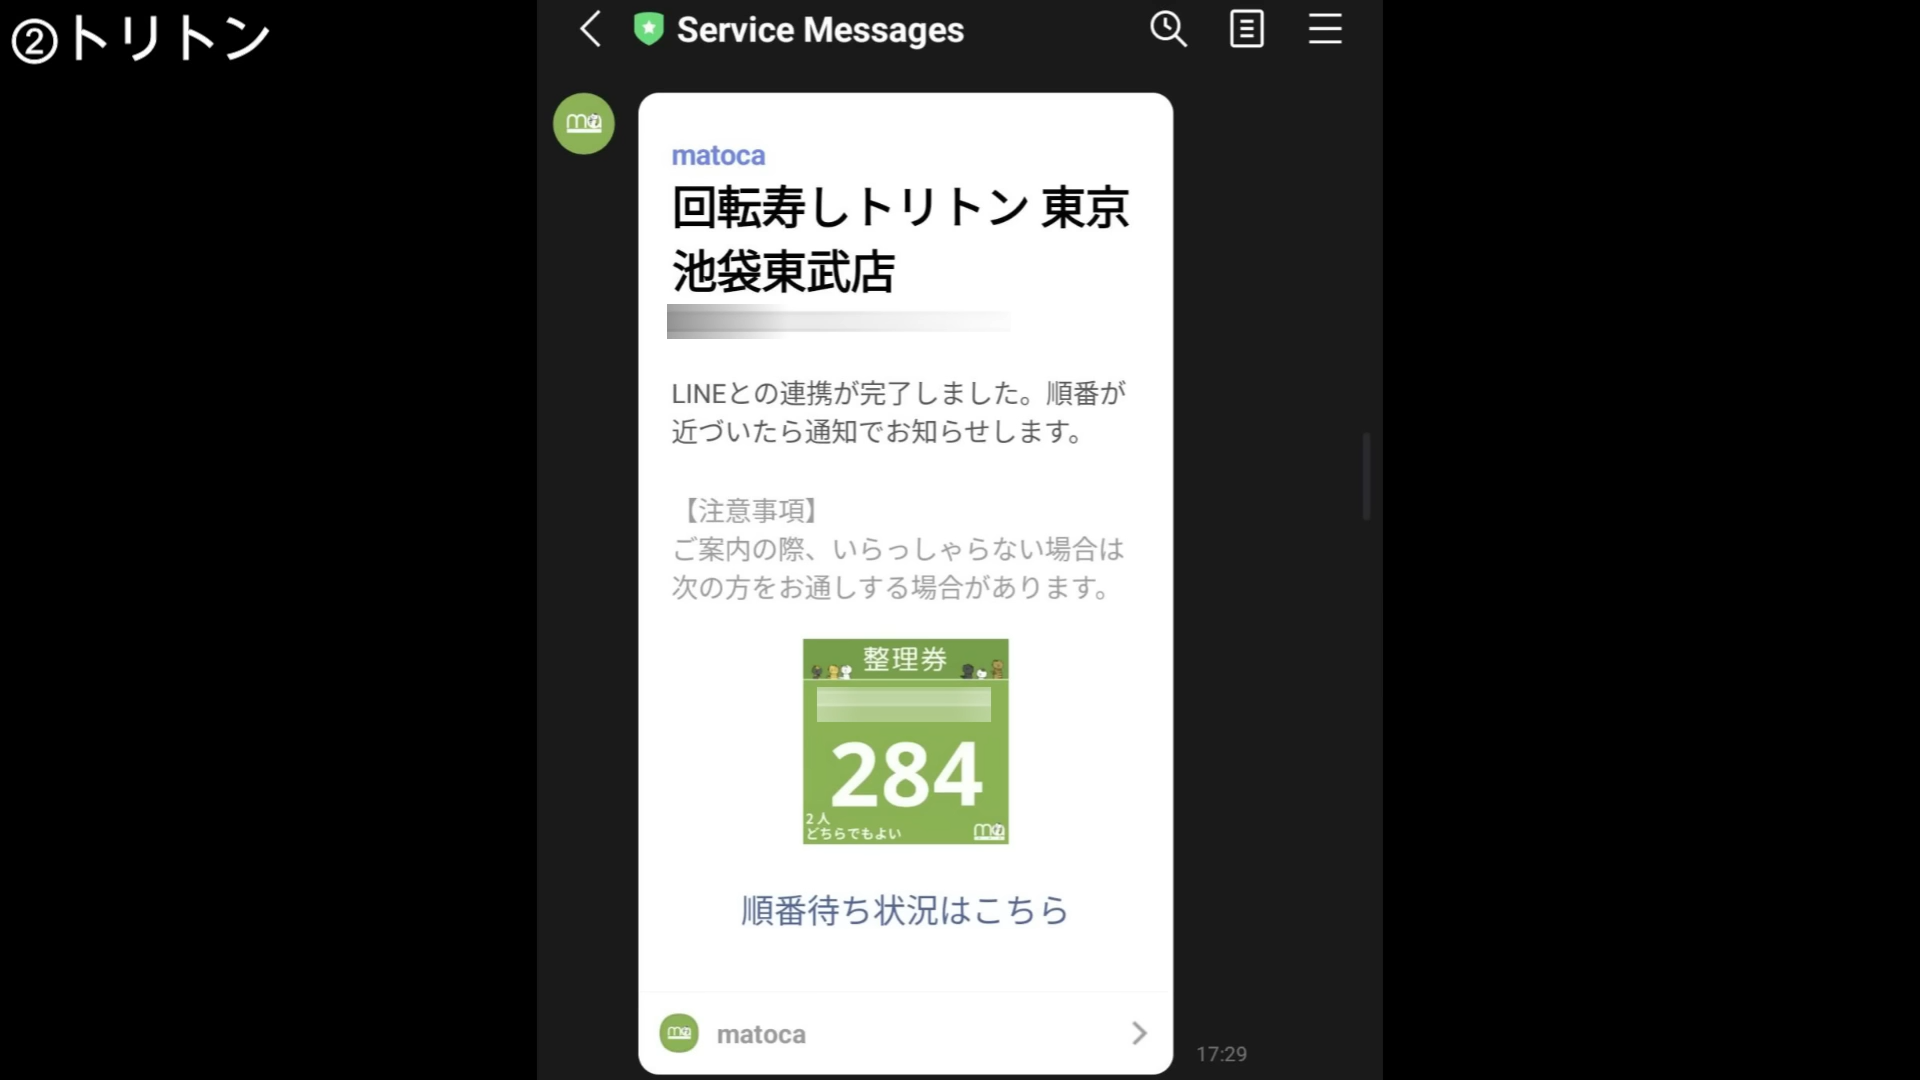 ②トリトン
Service Messages
ma
matoca
回転寿しトリトン 東京
池袋東武店
LINEとの連携が完了しました。順番が
近づいたら通知でお知らせします。
【注意事項】
ご案内の際、いらっしゃらない場合は
次の方をお通しする場合があります。
整理券
284
2人
どちらでもよい
ma
順番待ち状況はこちら
ma
matoca
17:29